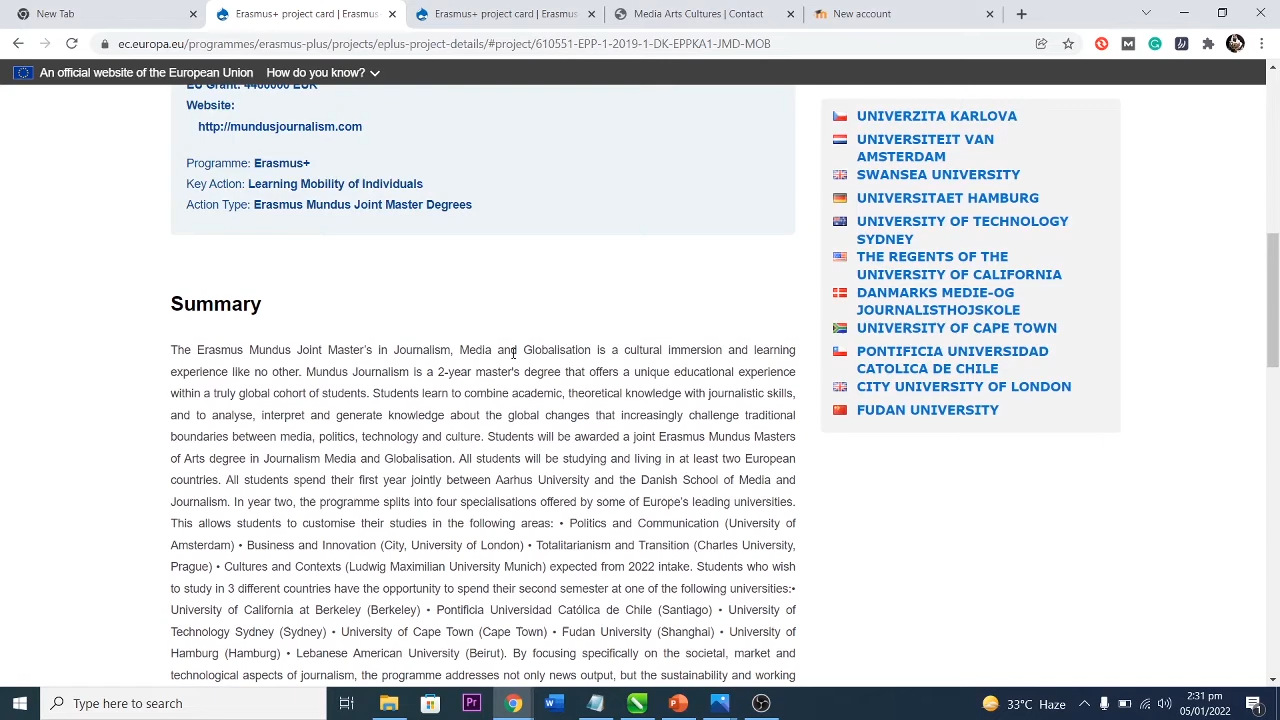 New Tab
Erasmus+ project card | Erasmus
Erasmus+ project card | Erasmus
Media Arts Cultures | Contact
New account
ec.europa.eu/programmes/erasmus-plus/projects/eplus-project-details/#project/610551-EPP-1-2019-1-DK-EPPKA1-JMD-MOB
An official website of the European Union How do you know?
EU Grant: 4400000 EUR
Website:
http://mundusjournalism.com
Programme: Erasmus+
Key Action: Learning Mobility of Individuals
Action Type: Erasmus Mundus Joint Master Degrees
Summary
The Erasmus Mundus Joint Master's in Journalism, Media and Globalisation is a cultural immersion and learning
experience like no other. Mundus Journalism is a 2-year master's degree that offers a unique educational experience
within a truly global cohort of students. Students learn to combine academic, theoretical knowledge with journalistic skills,
and to analyse, interpret and generate knowledge about the global changes that increasingly challenge traditional
boundaries between media, politics, technology and culture. Students will be awarded a joint Erasmus Mundus Masters
of Arts degree in Journalism Media and Globalisation. All students will be studying and living in at least two European
countries. All students spend their first year jointly between Aarhus University and the Danish School of Media and
Journalism. In year two, the programme splits into four specialisations offered by some of Europe's leading universities.
This allows students to customise their studies in the following areas: • Politics and Communication (University of
Amsterdam) • Business and Innovation (City, University of London) • Totalitarianism and Transition (Charles University,
Prague) • Cultures and Contexts (Ludwig Maximilian University Munich) expected from 2022 intake. Students who wish
to study in 3 different countries have the opportunity to spend their second semester at one of the following universities:•
University of California at Berkeley (Berkeley) • Pontificia Universidad Católica de Chile (Santiago) • University of
Technology Sydney (Sydney) • University of Cape Town (Cape Town) • Fudan University (Shanghai) • University of
Hamburg (Hamburg) • Lebanese American University (Beirut). By focusing specifically on the societal, market and
technological aspects of journalism, the programme addresses not only news output, but the sustainability and working
UNIVERZITA KARLOVA
UNIVERSITEIT VAN
AMSTERDAM
SWANSEA UNIVERSITY
UNIVERSITAET HAMBURG
UNIVERSITY OF TECHNOLOGY
SYDNEY
THE REGENTS OF THE
UNIVERSITY OF CALIFORNIA
DANMARKS MEDIE-OG
JOURNALISTHOJSKOLE
UNIVERSITY OF CAPE TOWN
PONTIFICIA UNIVERSIDAD
CATOLICA DE CHILE
CITY UNIVERSITY OF LONDON
FUDAN UNIVERSITY
Type here to search
33°C Haze
2:31 pm
05/01/2022